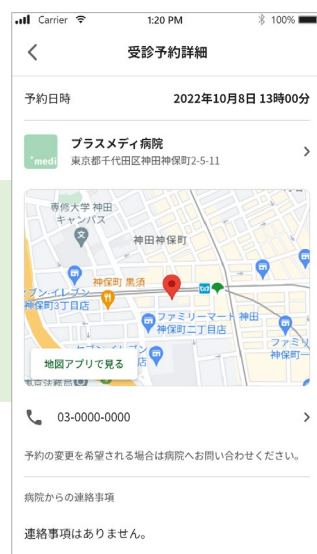 Carrier 1:20 PM 100%
受診予約詳細
予約日時 2022年10月8日 13時00分
プラスメディ病院
+medi 東京都千代田区神田神保町2-5-11
専修大学 神田
キャンパス
神田神保町
神保町 黒須
ブン-イレブン
神保町3丁目店
ファミリーマート 神田
神保町二丁目店
ファミリ
神保町一
地図アプリで見る
03-0000-0000
予約の変更を希望される場合は病院へお問い合わせください。
病院からの連絡事項
連絡事項はありません。